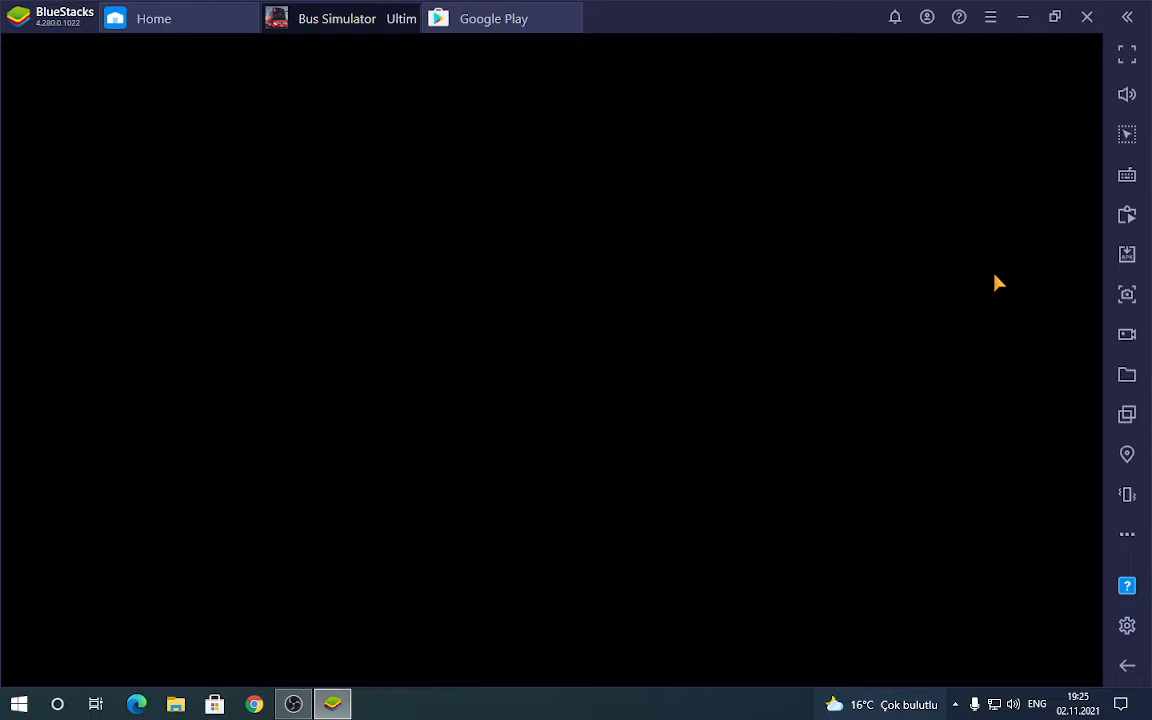 BlueStacks
4.280.0.1022
Home
Bus Simulator Ultim
Google Play
APK
?
16°C Çok bulutlu
ENG
19:25
02.11.2021